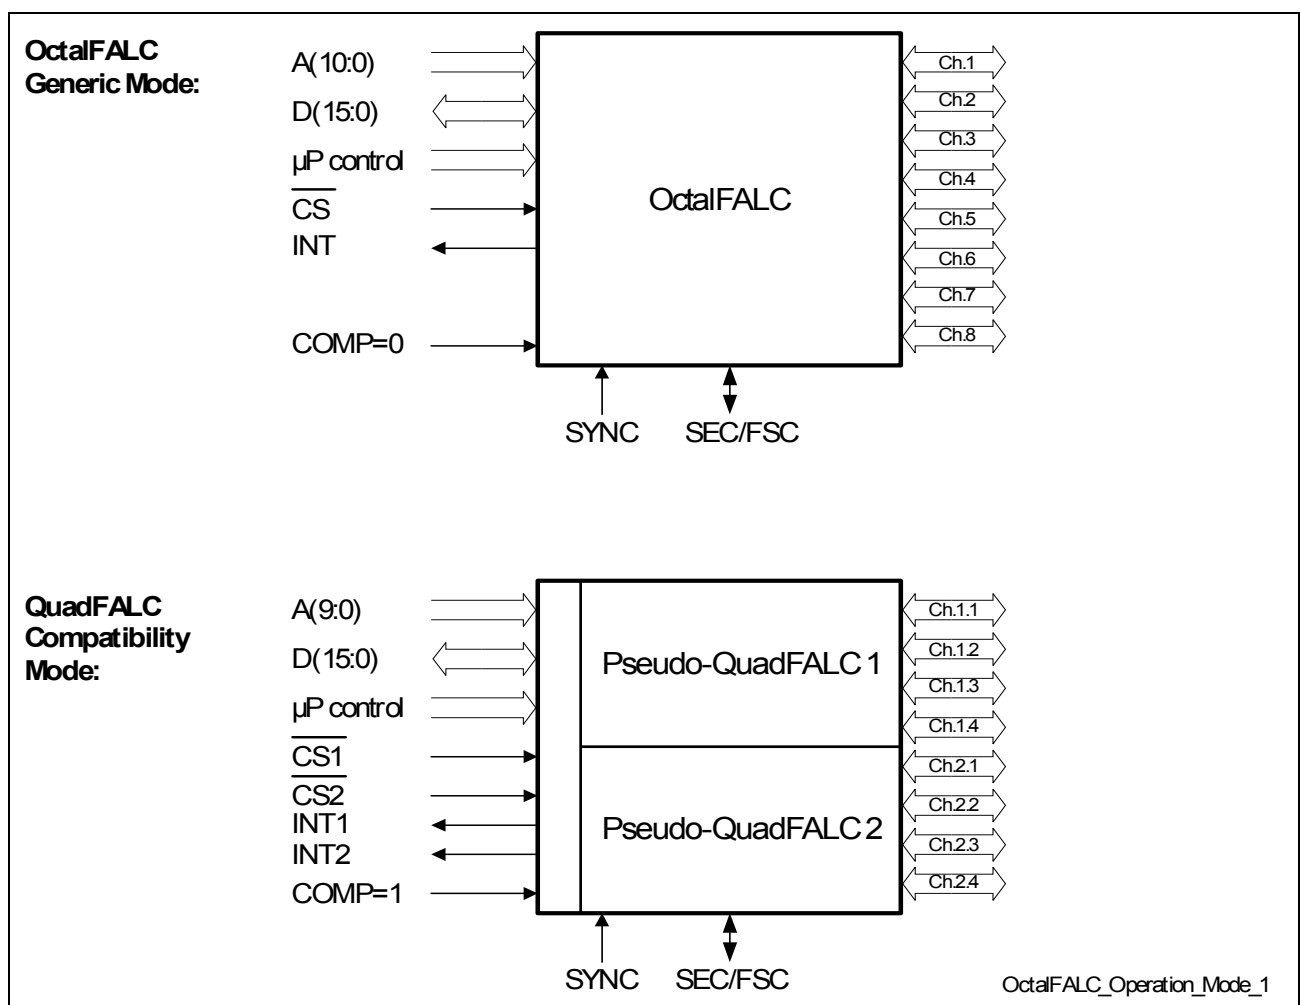 OctalFALC
Generic Mode:
A(10:0)
D(15:0)
µP control
CS
INT
COMP=0
OctalFALC
Ch.1
Ch.2
Ch.3
Ch.4
Ch.5
Ch.6
Ch.7
Ch.8
SYNC
SEC/FSC
QuadFALC
Compatibility
Mode:
A(9:0)
D(15:0)
µP control
CS1
CS2
INT1
INT2
COMP=1
Pseudo-QuadFALC 1
Pseudo-QuadFALC 2
Ch.1.1
Ch.1.2
Ch.1.3
Ch.1.4
Ch.2.1
Ch.2.2
Ch.2.3
Ch.2.4
SYNC
SEC/FSC
OctalFALC_Operation_Mode_1